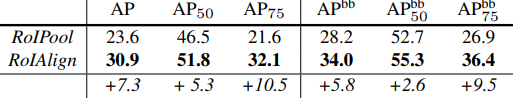 AP AP50 AP75 APbb APbb50 APbb75
RoIPool 23.6 46.5 21.6 28.2 52.7 26.9
RoIAlign 30.9 51.8 32.1 34.0 55.3 36.4
+7.3 + 5.3 +10.5 +5.8 +2.6 +9.5